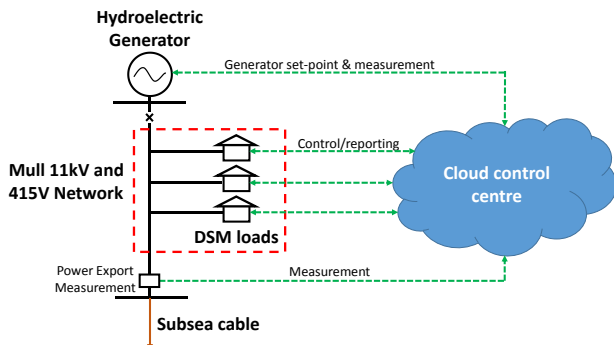 Hydroelectric
Generator
Generator set-point & measurement
Control/reporting
Mull 11kV and
415V Network
Cloud control
centre
DSM loads
Power Export
Measurement
Measurement
Subsea cable